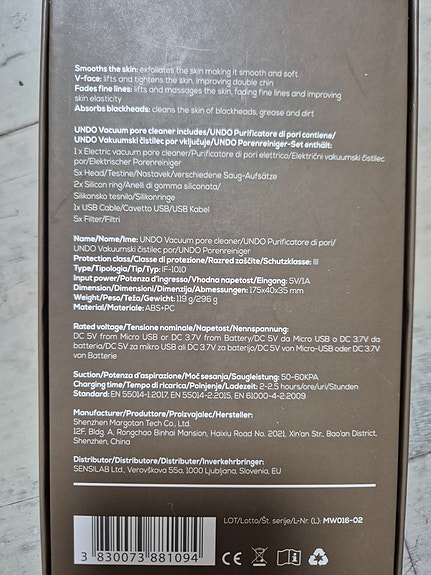 Smooths the skin: exfoliates the skin making it smooth and soft
V-face: lifts and tightens the skin, improving double chin
Fades fine lines: lifts and massages the skin, fading fine lines and improving
skin elasticity
Absorbs blackheads: cleans the skin of blackheads, grease and dirt
UNDO Vacuum pore cleaner includes/UNDO Purificatore di pori contiene/
UNDO Vakuumski čistilec por vključuje/UNDO Porenreiniger-Set enthält:
1x Electric vacuum pore cleaner/Purificatore di pori elettrico/Električni vakuumski čistilec
por/Elektrischer Porenreiniger
5x Head/Testine/Nastavek/verschiedene Saug-Aufsätze
2x Silicon ring/Anelli di gomma siliconata/
Silikonsko tesnilo/Silikonringe
1x USB Cable/Cavetto USB/USB Kabel
5x Filter/Filtri
Name/Nome/Ime: UNDO Vacuum pore cleaner/UNDO Purificatore di pori/
UNDO Vakuumski čistilec por/UNDO Porenreiniger
Protection class/Classe di protezione/Razred zaščite/Schutzklasse: III
Type/Tipologia/Tip/Typ: IF-1010
Input power/Potenza d'ingresso/Vhodna napetost/Eingang: 5V/1A
Dimension/Dimensioni/Dimenzija/Abmessungen: 175x40x35 mm
Weight/Peso/Teža/Gewicht: 119 g/296 g
Material/Materiale: ABS+PC
Rated voltage/Tensione nominale/Napetost/Nennspannung:
DC 5V from Micro USB or DC 3.7V from Battery/DC 5V da Micro USB o DC 3.7V da
batteria/DC 5V za mikro USB ali DC 3.7V za baterijo/DC 5V von Micro-USB oder DC 3.7V
von Batterie
Suction/Potenza d'aspirazione/Moč sesanja/Saugleistung: 50-60KPA
Charging time/Tempo di ricarica/Polnjenje/Ladezeit: 2-2.5 hours/ore/uri/Stunden
Standard: EN 55014-1:2017, EN 55014-2:2015, EN 61000-4-2:2009
Manufacturer/Produttore/Proizvajalec/Hersteller:
Shenzhen Margotan Tech Co., Ltd.
12F, Bldg A, Rongchao Binhai Mansion, Haixiu Road No. 2021, Xin'an Str., Bao'an District,
Shenzhen, China
Distributor/Distributore/Distributer/Inverkehrbringer:
SENSILAB Ltd., Verovškova 55a, 1000 Ljubljana, Slovenia, EU
LOT/Lotto/Št. serije/L-Nr. (L): MW016-02
3 830073 881094 CE